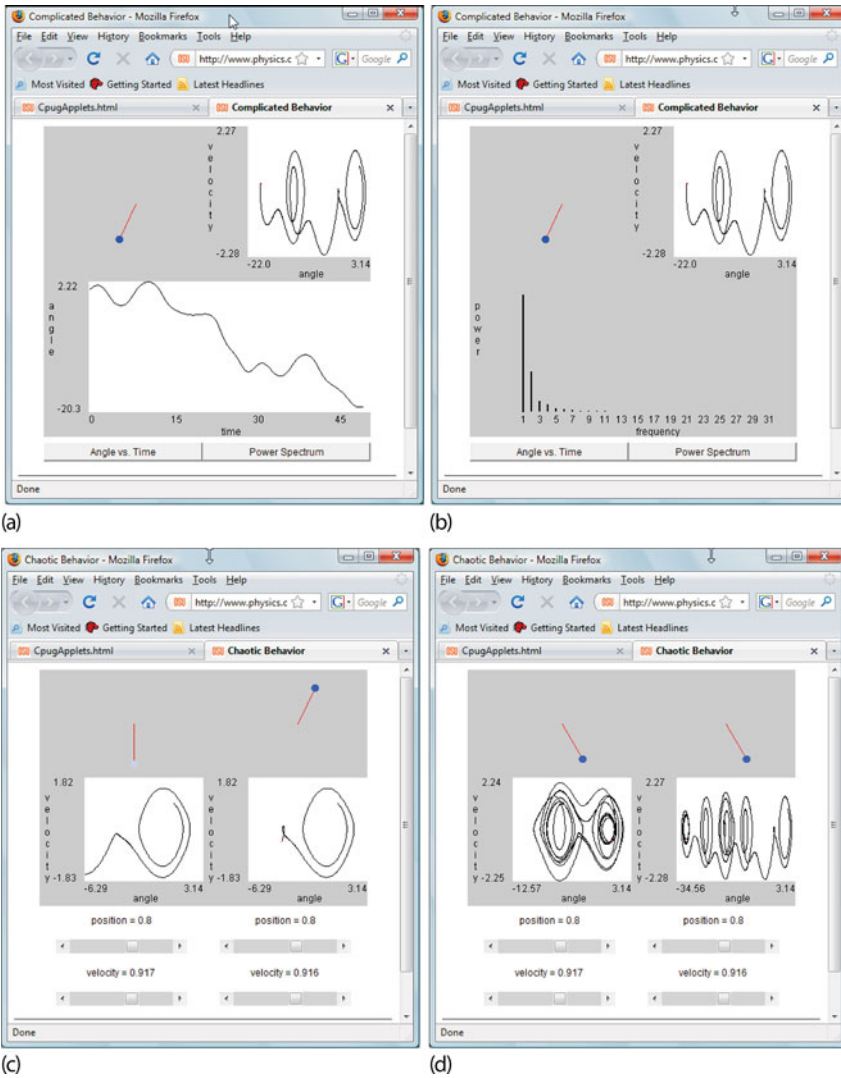 Complicated Behavior - Mozilla Firefox
File Edit View History Bookmarks Tools Help
http://www.physics.c
G Google
Most Visited Getting Started Latest Headlines
CpugApplets.html Complicated Behavior
2.27
velocity
-2.28
-22.0 3.14
angle
2.22
angle
-20.3
0 15 30 45
time
Angle vs. Time Power Spectrum
Done
(a)
Complicated Behavior - Mozilla Firefox
File Edit View History Bookmarks Tools Help
http://www.physics.c
G Google
Most Visited Getting Started Latest Headlines
CpugApplets.html Complicated Behavior
2.27
velocity
-2.28
-22.0 3.14
angle
power
1 3 5 7 9 11 13 15 17 19 21 23 25 27 29 31
frequency
Angle vs. Time Power Spectrum
Done
(b)
Chaotic Behavior - Mozilla Firefox
File Edit View History Bookmarks Tools Help
http://www.physics.c
G Google
Most Visited Getting Started Latest Headlines
CpugApplets.html Chaotic Behavior
1.82 1.82
velocity velocity
-1.83 -1.83
-6.29 3.14 -6.29 3.14
angle angle
position = 0.8 position = 0.8
velocity = 0.917 velocity = 0.916
Done
(c)
Chaotic Behavior - Mozilla Firefox
File Edit View History Bookmarks Tools Help
http://www.physics.c
G Google
Most Visited Getting Started Latest Headlines
CpugApplets.html Chaotic Behavior
2.24 2.27
velocity velocity
-2.25 -2.28
-12.57 3.14 -34.56 3.14
angle angle
position = 0.8 position = 0.8
velocity = 0.917 velocity = 0.916
Done
(d)